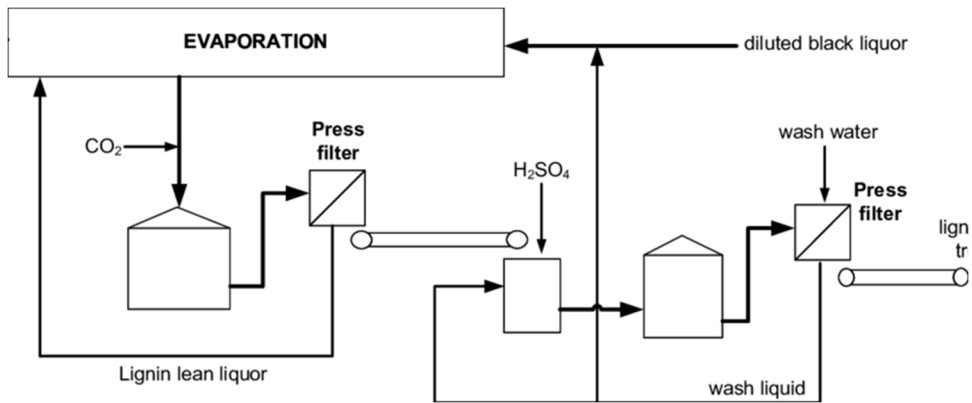 EVAPORATION
diluted black liquor
CO₂
Press
filter
H₂SO₄
wash water
Press
filter
Lignin lean liquor
wash liquid